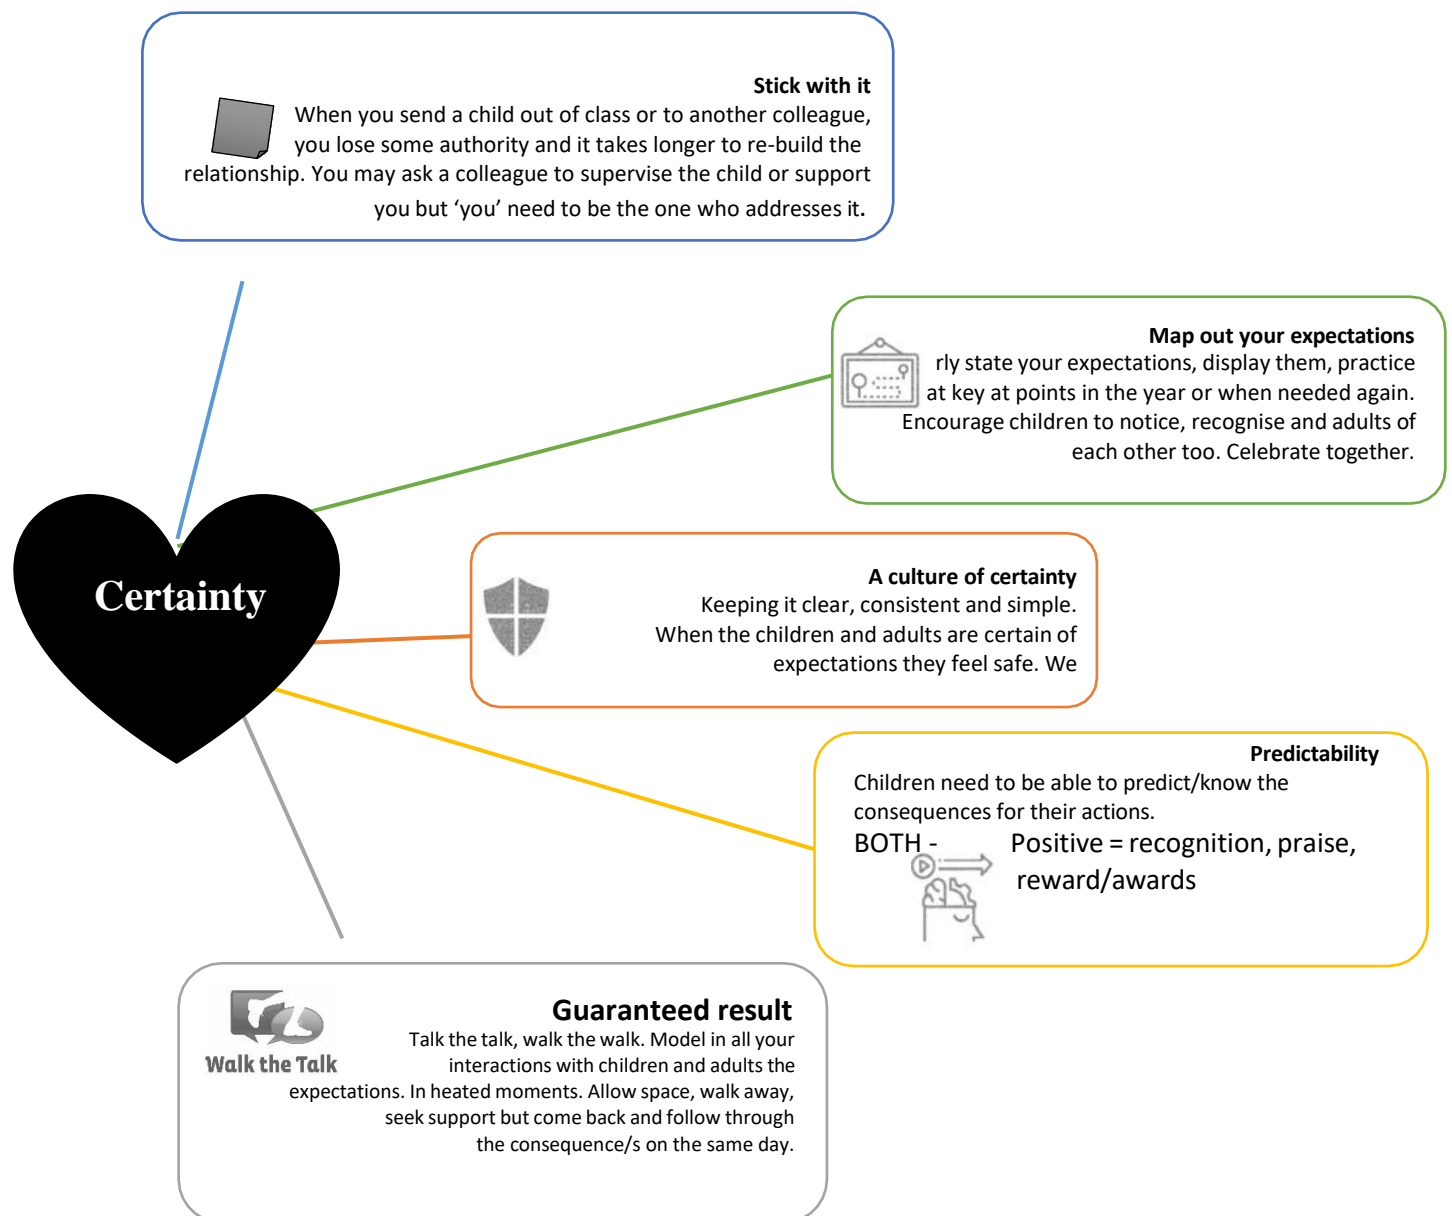 Stick with it
When you send a child out of class or to another colleague,
you lose some authority and it takes longer to re-build the
relationship. You may ask a colleague to supervise the child or support
you but ‘you’ need to be the one who addresses it.
Map out your expectations
rly state your expectations, display them, practice
at key at points in the year or when needed again.
Encourage children to notice, recognise and adults of
each other too. Celebrate together.
Certainty
A culture of certainty
Keeping it clear, consistent and simple.
When the children and adults are certain of
expectations they feel safe. We
Predictability
Children need to be able to predict/know the
consequences for their actions.
BOTH - Positive = recognition, praise,
reward/awards
Walk the Talk
Guaranteed result
Talk the talk, walk the walk. Model in all your
interactions with children and adults the
expectations. In heated moments. Allow space, walk away,
seek support but come back and follow through
the consequence/s on the same day.